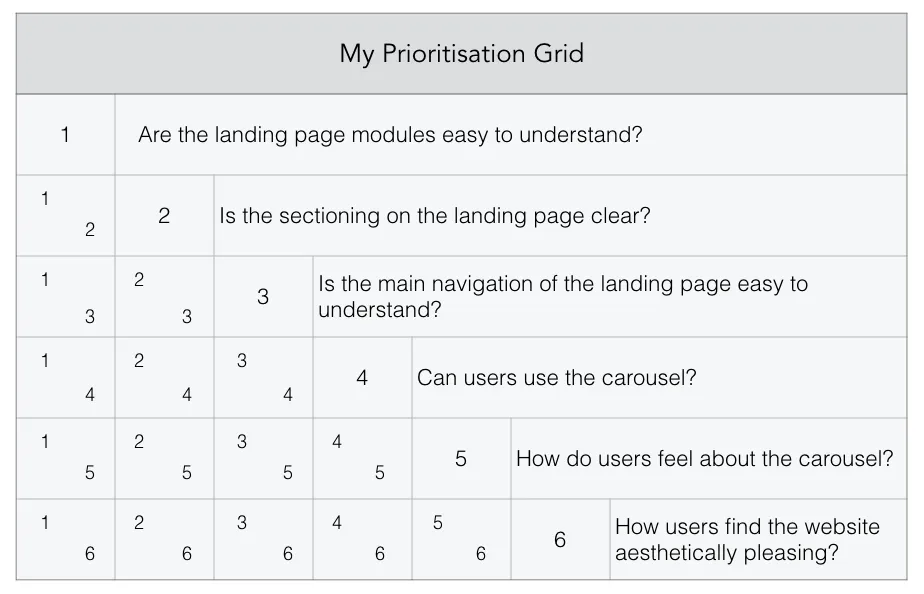 My Prioritisation Grid
1 Are the landing page modules easy to understand?
1 2 2 Is the sectioning on the landing page clear?
1 3 2 3 3 Is the main navigation of the landing page easy to
understand?
1 4 2 4 3 4 4 Can users use the carousel?
1 5 2 5 3 5 4 5 5 How do users feel about the carousel?
1 6 2 6 3 6 4 6 5 6 6 How users find the website
aesthetically pleasing?